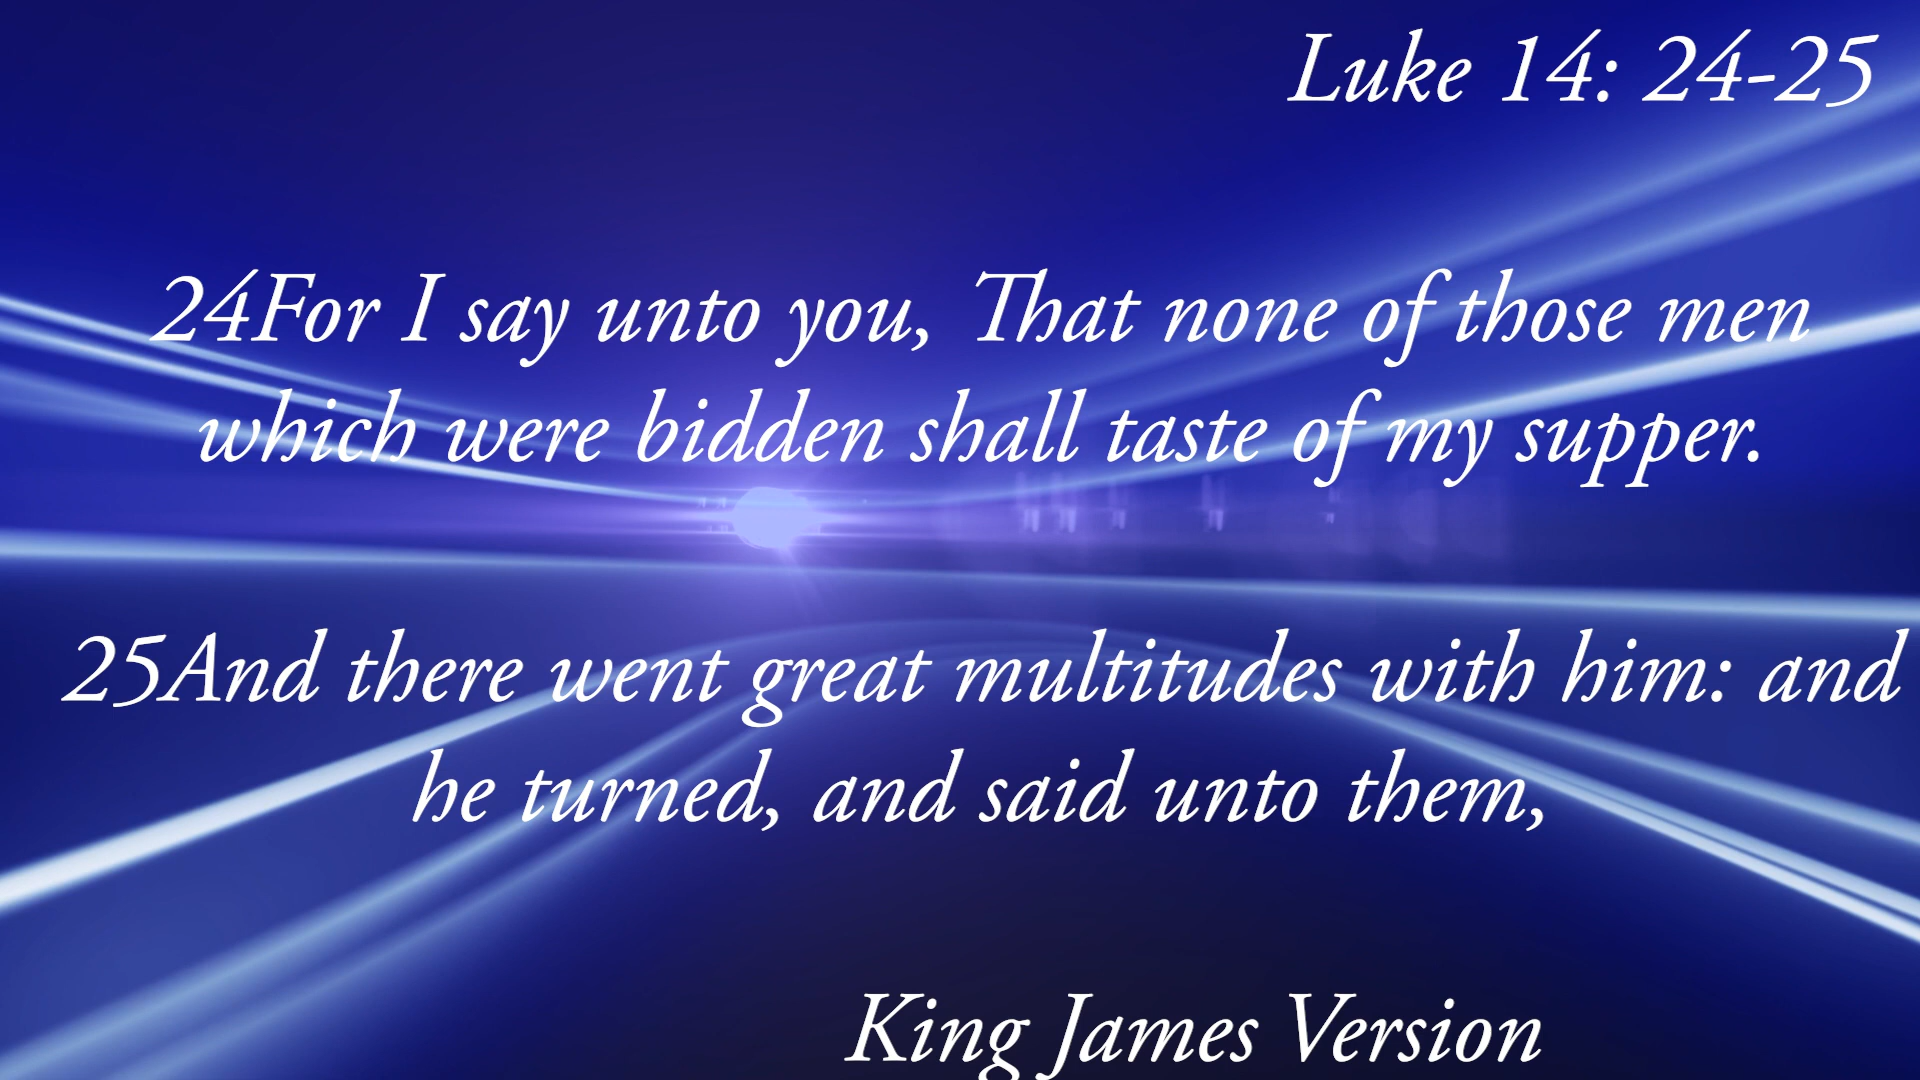 Luke 14: 24-25
24For I say unto you, That none of those men
which were bidden shall taste of my supper.
25And there went great multitudes with him: and
he turned, and said unto them,
King James Version